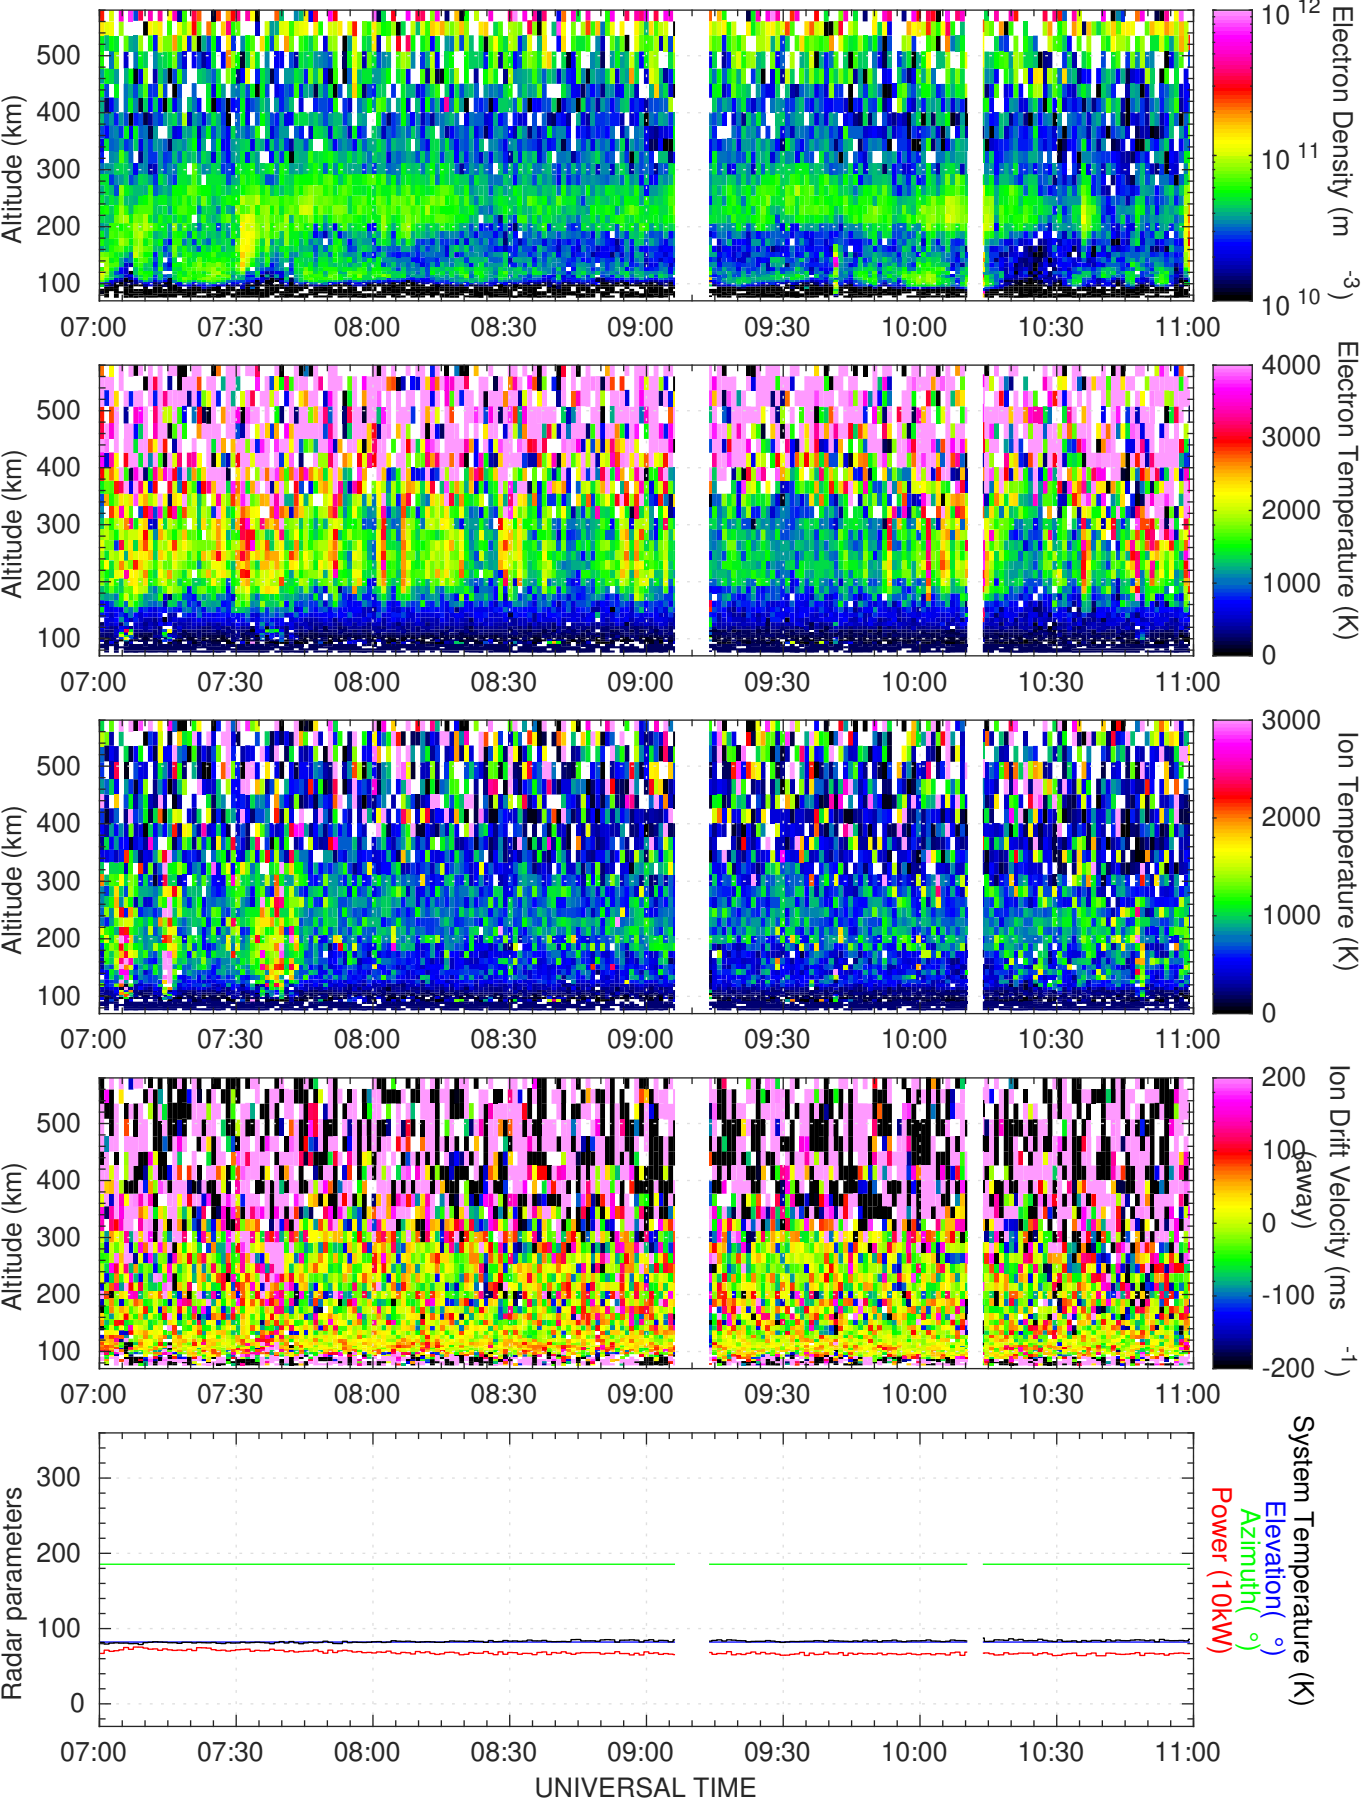 500
400
300
200
100
Altitude (km)
07:00 07:30 08:00 08:30 09:00 09:30 10:00 10:30 11:00
10 12
10 11
10 10
Electron Density (m -3)
500
400
300
200
100
Altitude (km)
07:00 07:30 08:00 08:30 09:00 09:30 10:00 10:30 11:00
4000
3000
2000
1000
0
Electron Temperature (K)
500
400
300
200
100
Altitude (km)
07:00 07:30 08:00 08:30 09:00 09:30 10:00 10:30 11:00
3000
2000
1000
0
Ion Temperature (K)
500
400
300
200
100
Altitude (km)
07:00 07:30 08:00 08:30 09:00 09:30 10:00 10:30 11:00
200
100
0
-100
-200
Ion Drift Velocity (ms -1)
(away)
300
200
100
0
Radar parameters
07:00 07:30 08:00 08:30 09:00 09:30 10:00 10:30 11:00
UNIVERSAL TIME
System Temperature (K)
Elevation( °)
Azimuth( °)
Power (10kW)